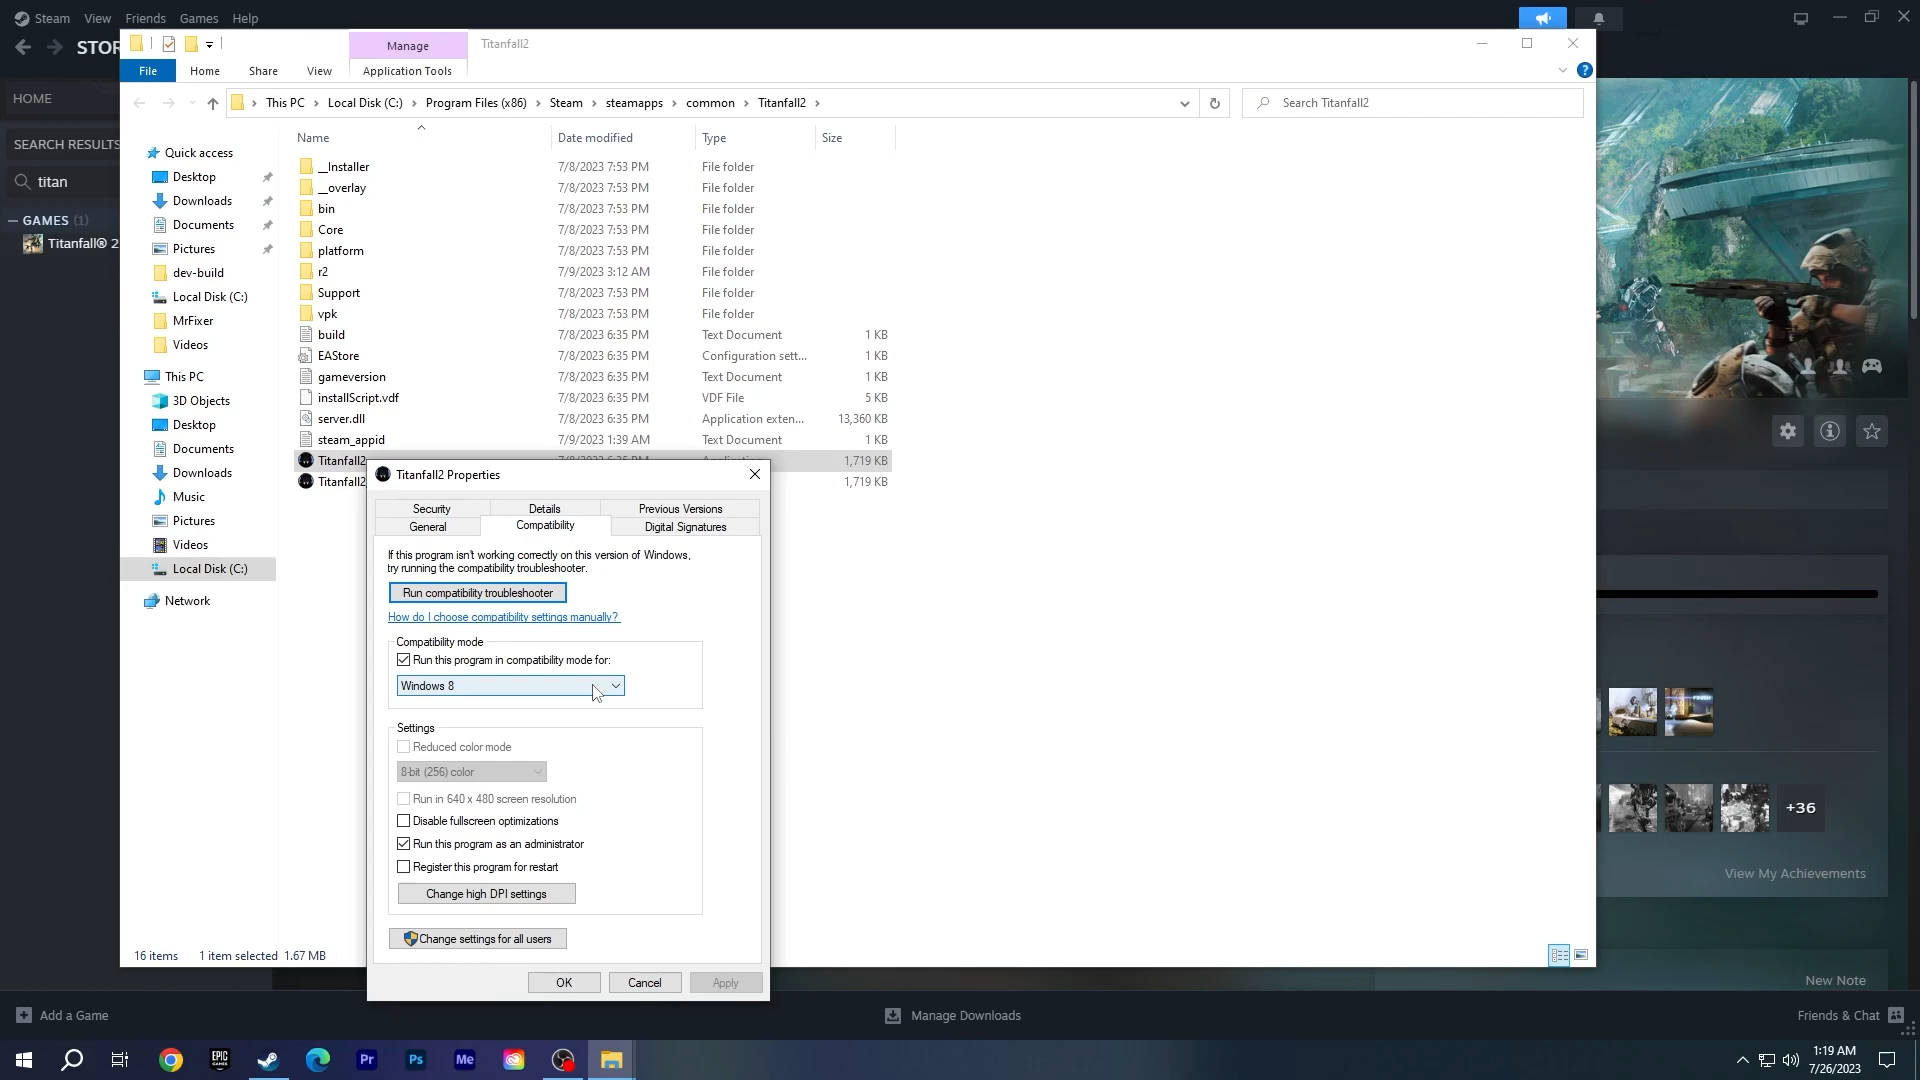 Steam View Friends Games Help
STOR
HOME
SEARCH RESULTS
titan
GAMES (1)
Titanfall® 2
Manage
Titanfall2
File Home Share View Application Tools
This PC Local Disk (C:) Program Files (x86) Steam steamapps common Titanfall2
Search Titanfall2
Name Date modified Type Size
Quick access
Desktop
Downloads
Documents
Pictures
dev-build
Local Disk (C:)
MrFixer
Videos
This PC
3D Objects
Desktop
Documents
Downloads
Music
Pictures
Videos
Local Disk (C:)
Network
__Installer 7/8/2023 7:53 PM File folder
__overlay 7/8/2023 7:53 PM File folder
bin 7/8/2023 7:53 PM File folder
Core 7/8/2023 7:53 PM File folder
platform 7/8/2023 7:53 PM File folder
r2 7/9/2023 3:12 AM File folder
Support 7/8/2023 7:53 PM File folder
vpk 7/8/2023 7:53 PM File folder
build 7/8/2023 6:35 PM Text Document 1 KB
EAStore 7/8/2023 6:35 PM Configuration sett... 1 KB
gameversion 7/8/2023 6:35 PM Text Document 1 KB
installScript.vdf 7/8/2023 6:35 PM VDF File 5 KB
server.dll 7/8/2023 6:35 PM Application exten... 13,360 KB
steam_appid 7/9/2023 1:39 AM Text Document 1 KB
Titanfall2 1,719 KB
Titanfall2 1,719 KB
Titanfall2 Properties
Security Details Previous Versions
General Compatibility Digital Signatures
If this program isn't working correctly on this version of Windows,
try running the compatibility troubleshooter.
Run compatibility troubleshooter
How do I choose compatibility settings manually?
Compatibility mode
Run this program in compatibility mode for:
Windows 8
Settings
Reduced color mode
8-bit (256) color
Run in 640 x 480 screen resolution
Disable fullscreen optimizations
Run this program as an administrator
Register this program for restart
Change high DPI settings
Change settings for all users
OK Cancel Apply
16 items 1 item selected 1.67 MB
+36
View My Achievements
New Note
Add a Game
Manage Downloads
Friends & Chat
EPIC
GAMES
Pr Ps Me
1:19 AM
7/26/2023